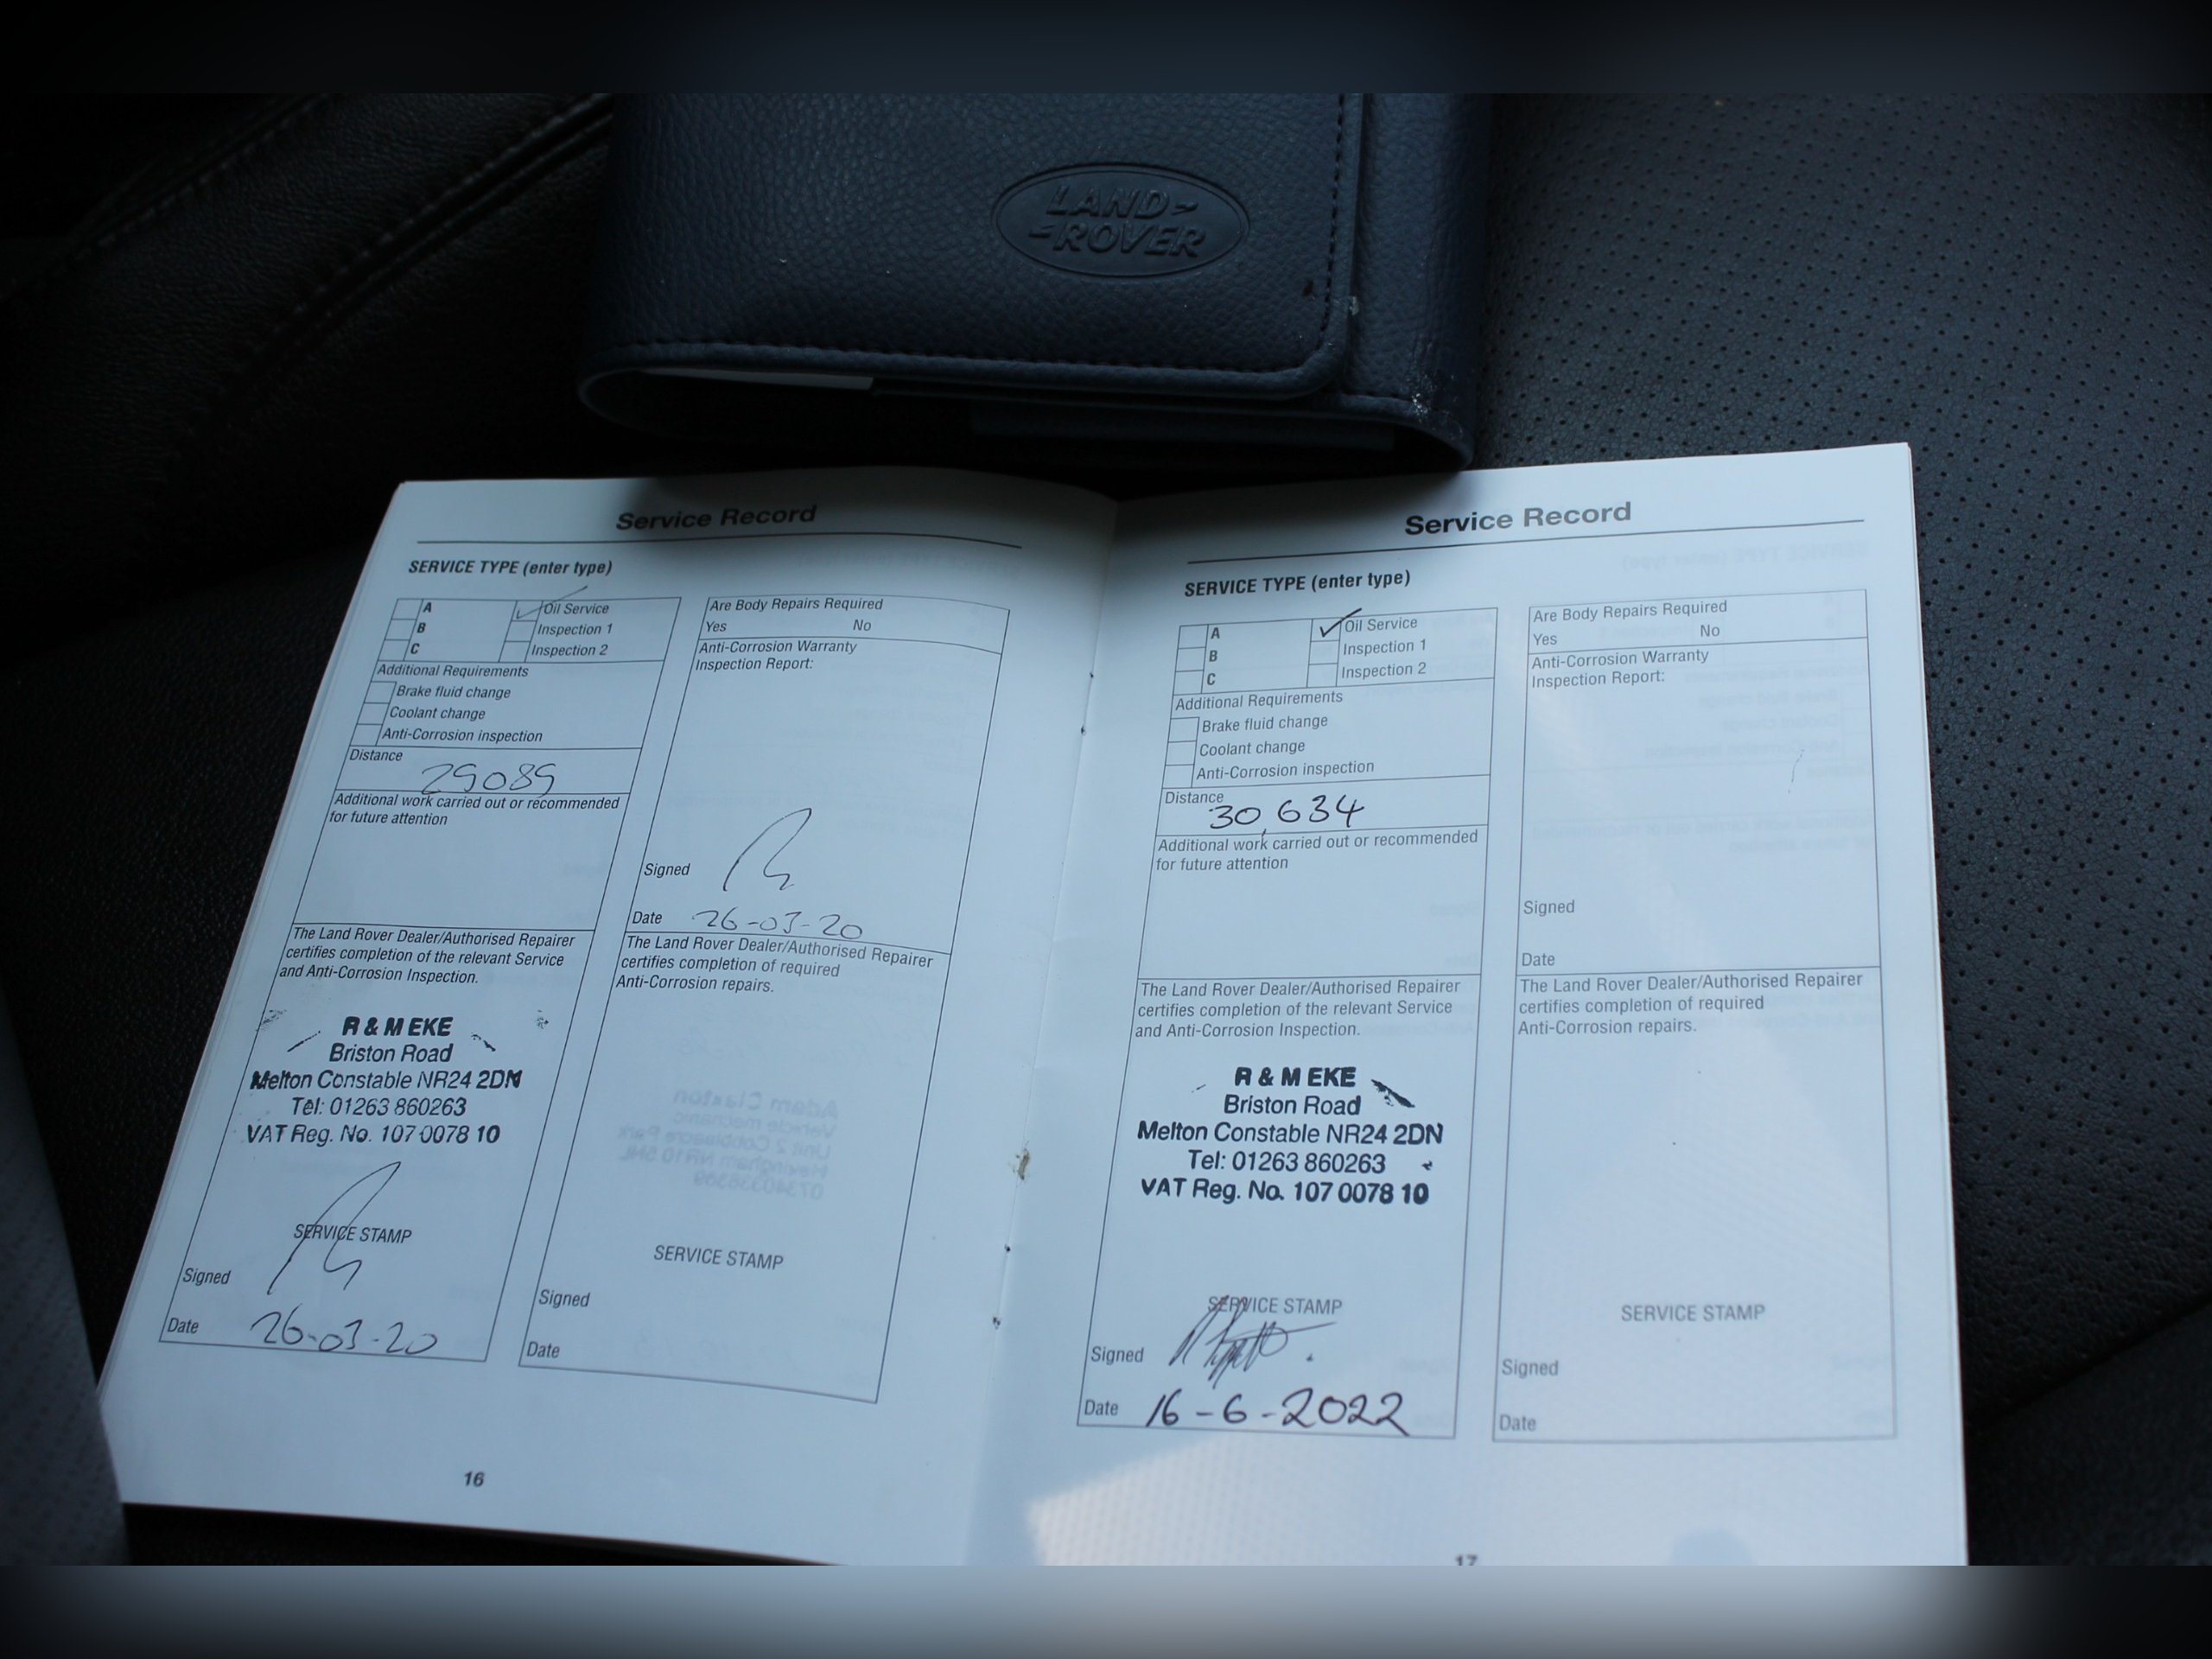 LAND-
-ROVER
Service Record
SERVICE TYPE (enter type)
A
B
C
Oil Service
Inspection 1
Inspection 2
Additional Requirements
Brake fluid change
Coolant change
Anti-Corrosion inspection
Distance
29089
Additional work carried out or recommended
for future attention
The Land Rover Dealer/Authorised Repairer
certifies completion of the relevant Service
and Anti-Corrosion Inspection.
R & M EKE
Briston Road
Melton Constable NR24 2DN
Tel: 01263 860263
VAT Reg. No. 107 0078 10
SERVICE STAMP
Signed
Date 26-03-20
Are Body Repairs Required
Yes No
Anti-Corrosion Warranty
Inspection Report:
Signed
Date 26-03-20
The Land Rover Dealer/Authorised Repairer
certifies completion of required
Anti-Corrosion repairs.
SERVICE STAMP
Signed
Date
16
Service Record
SERVICE TYPE (enter type)
A
B
C
Oil Service
Inspection 1
Inspection 2
Additional Requirements
Brake fluid change
Coolant change
Anti-Corrosion inspection
Distance
30,634
Additional work carried out or recommended
for future attention
The Land Rover Dealer/Authorised Repairer
certifies completion of the relevant Service
and Anti-Corrosion Inspection.
R & M EKE
Briston Road
Melton Constable NR24 2DN
Tel: 01263 860263
VAT Reg. No. 107 0078 10
SERVICE STAMP
Signed
Date 16-6-2022
Are Body Repairs Required
Yes No
Anti-Corrosion Warranty
Inspection Report:
Signed
Date
The Land Rover Dealer/Authorised Repairer
certifies completion of required
Anti-Corrosion repairs.
SERVICE STAMP
Signed
Date
17